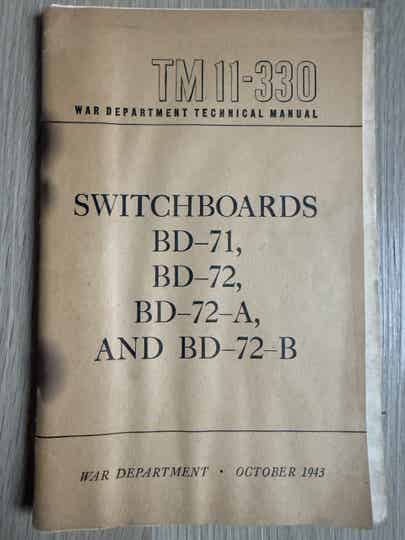 TM 11-330
WAR DEPARTMENT TECHNICAL MANUAL
SWITCHBOARDS
BD–71,
BD–72,
BD–72–A,
AND BD–72–B
WAR DEPARTMENT • OCTOBER 1943